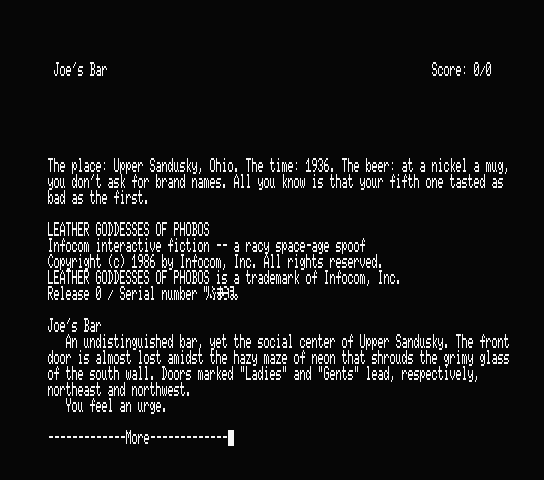 Joe's Bar Score: 0/0
The place: Upper Sandusky, Ohio. The time: 1936. The beer: at a nickel a mug,
you don't ask for brand names. All you know is that your fifth one tasted as
bad as the first.
LEATHER GODDESSES OF PHOBOS
Infocom interactive fiction -- a racy space-age spoof
Copyright (c) 1986 by Infocom, Inc. All rights reserved.
LEATHER GODDESSES OF PHOBOS is a trademark of Infocom, Inc.
Release 0 / Serial number
Joe's Bar
An undistinguished bar, yet the social center of Upper Sandusky. The front
door is almost lost amidst the hazy maze of neon that shrouds the grimy glass
of the south wall. Doors marked "Ladies" and "Gents" lead, respectively,
northeast and northwest.
You feel an urge.
-------------More-------------